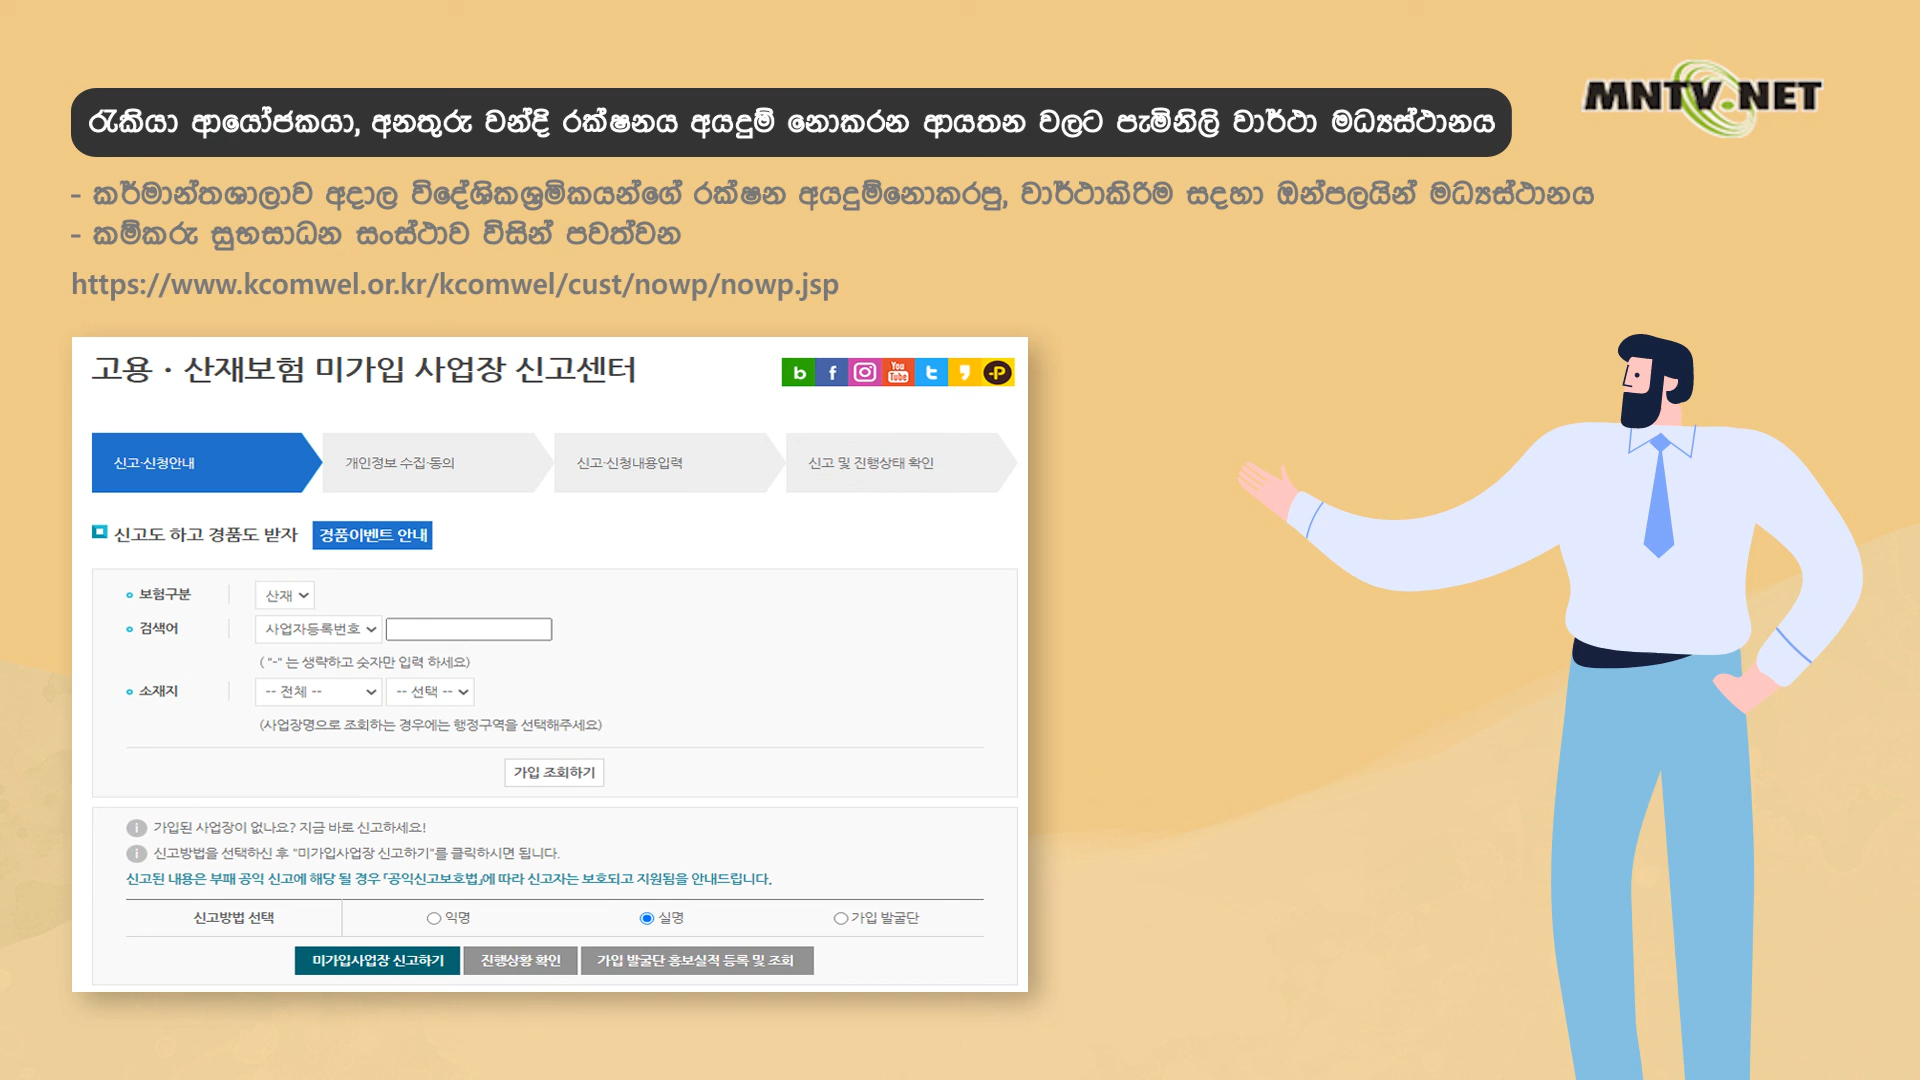 රැකියා ආයෝජකයා, අනතුරු වන්දි රක්ෂනය අයදුම් නොකරන ආයතන වලට පැමිනිලි වාර්ථා මධ්‍යස්ථානය
MNTV.NET
- කර්මාන්තශාලාව අදාල විදේශිකශ්‍රමිකයන්ගේ රක්ෂන අයදුම්නොකරපු, වාර්ථාකිරිම සදහා ඔන්පලයින් මධ්‍යස්ථානය
- කම්කරු සුභසාධන සංස්ථාව විසින් පවත්වන
https://www.kcomwel.or.kr/kcomwel/cust/nowp/nowp.jsp
고용 · 산재보험 미가입 사업장 신고센터
b f You Tube t P
신고·신청안내 개인정보 수집·동의 신고·신청내용입력 신고 및 진행상태 확인
신고도 하고 경품도 받자 경품이벤트 안내
보험구분 산재
검색어 사업자등록번호
( "-" 는 생략하고 숫자만 입력 하세요)
소재지 -- 전체 -- -- 선택 --
(사업장명으로 조회하는 경우에는 행정구역을 선택해주세요)
가입 조회하기
가입된 사업장이 없나요? 지금 바로 신고하세요!
신고방법을 선택하신 후 "미가입사업장 신고하기"를 클릭하시면 됩니다.
신고된 내용은 부패 공익 신고에 해당 될 경우 「공익신고보호법」에 따라 신고자는 보호되고 지원됨을 안내드립니다.
신고방법 선택 익명 실명 가입 발굴단
미가입사업장 신고하기 진행상황 확인 가입 발굴단 홍보실적 등록 및 조회